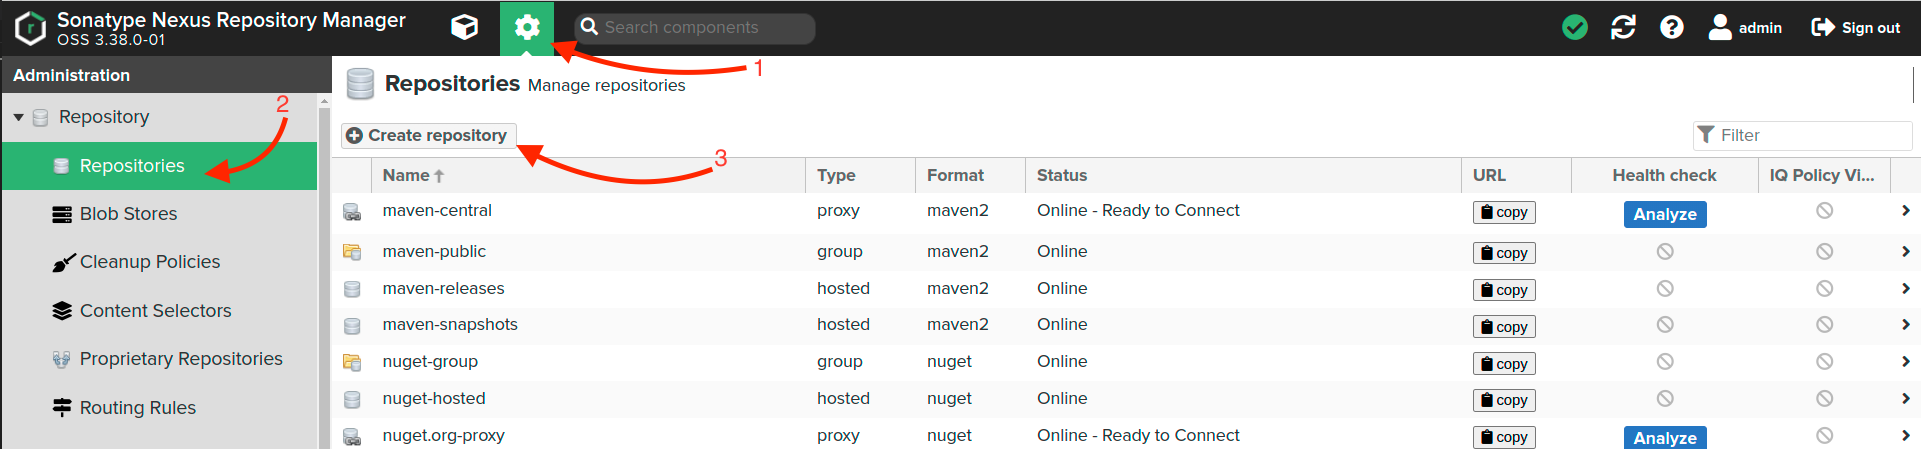 Sonatype Nexus Repository Manager
OSS 3.38.0-01
Search components
admin
Sign out
1
Administration
Repositories Manage repositories
2
Repository
Create repository
Filter
3
Repositories
Name Type Format Status URL Health check IQ Policy Vi...
maven-central proxy maven2 Online - Ready to Connect copy Analyze
Blob Stores
maven-public group maven2 Online copy
Cleanup Policies
maven-releases hosted maven2 Online copy
Content Selectors
maven-snapshots hosted maven2 Online copy
Proprietary Repositories
nuget-group group nuget Online copy
Routing Rules
nuget-hosted hosted nuget Online copy
nuget.org-proxy proxy nuget Online - Ready to Connect copy Analyze